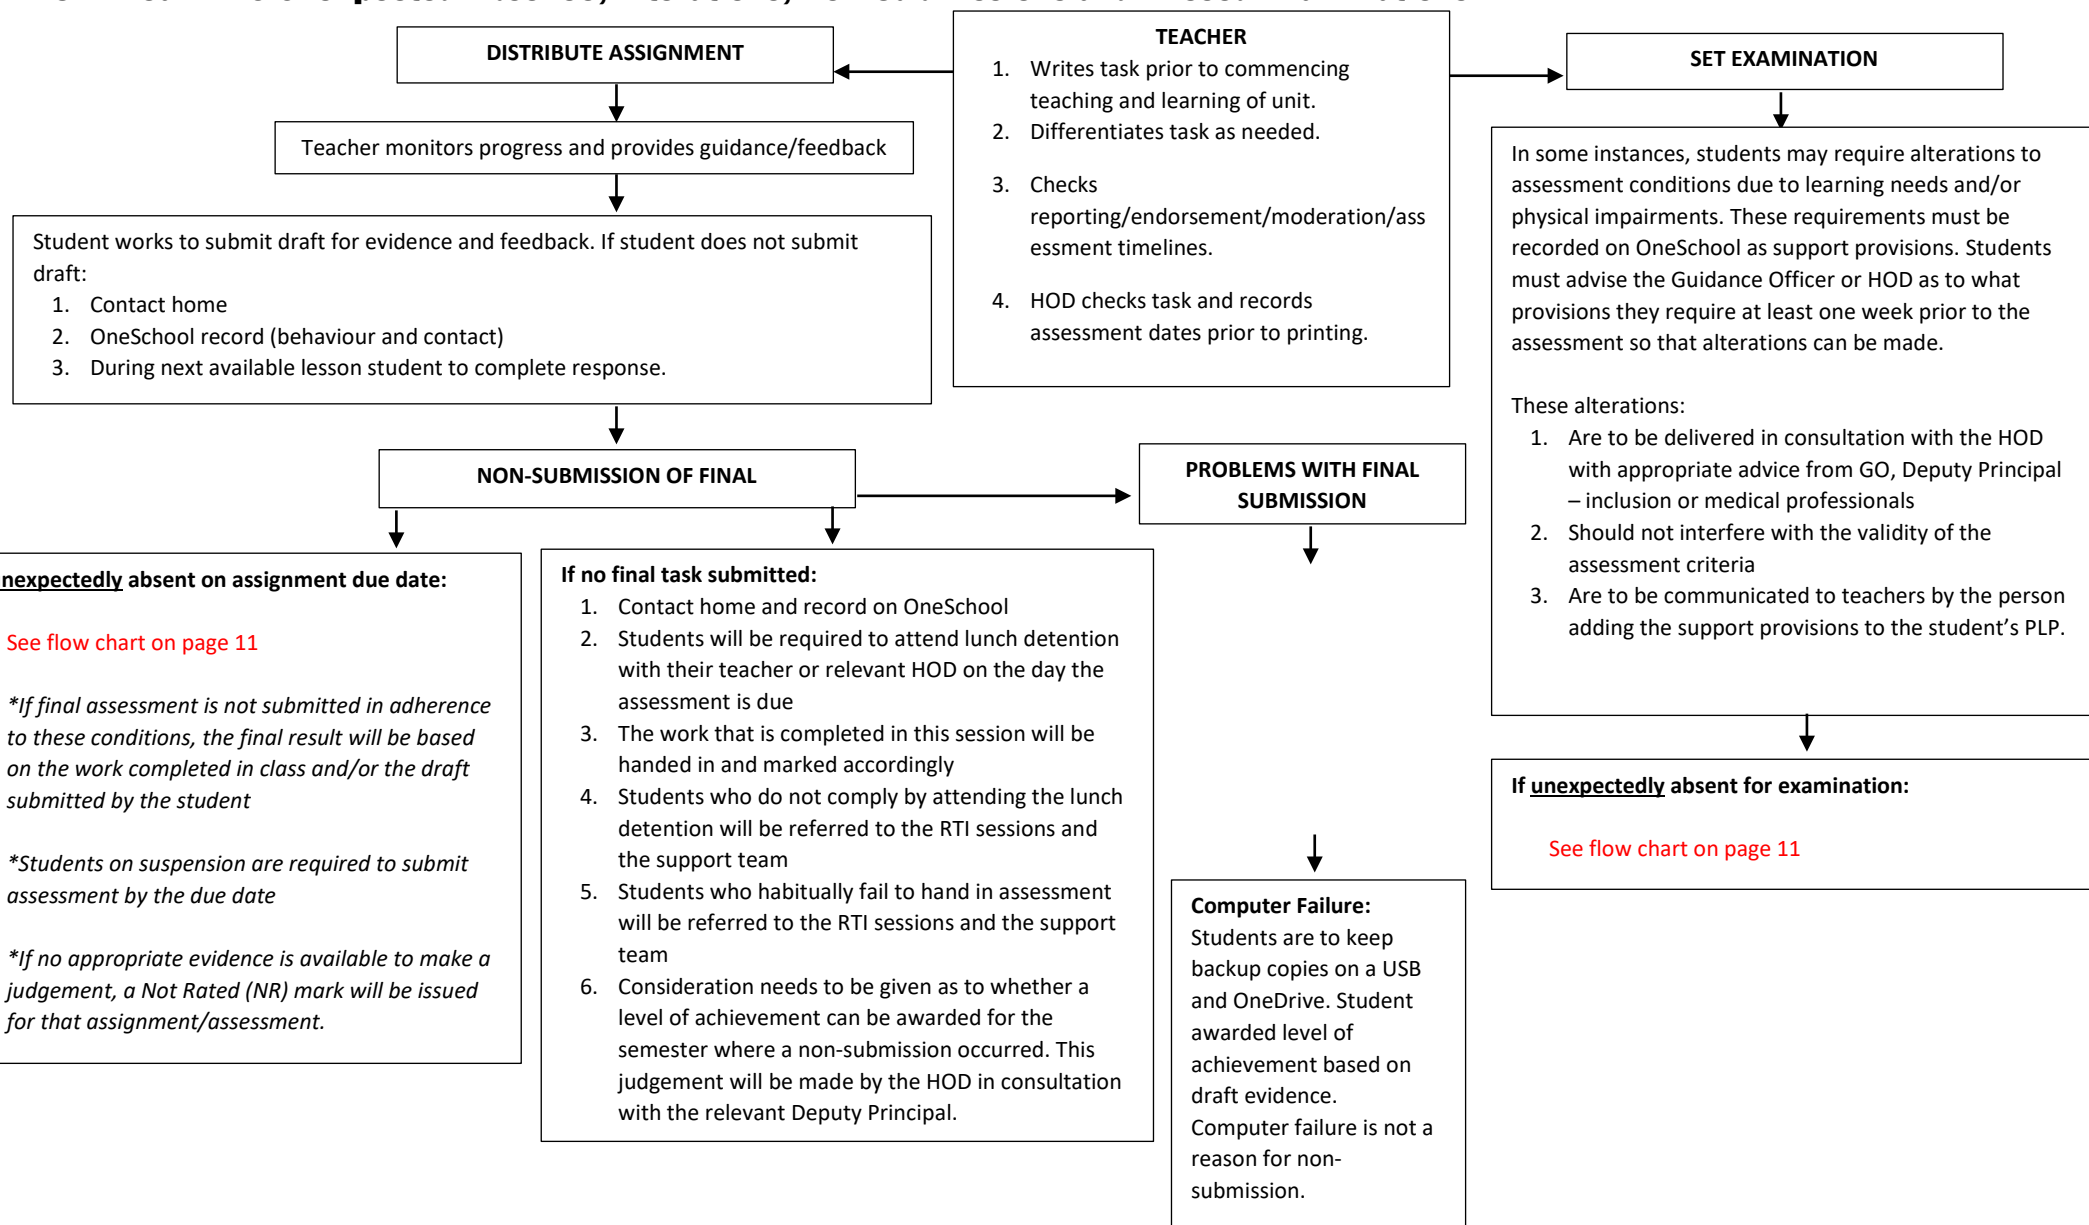 TEACHER
1. Writes task prior to commencing
teaching and learning of unit.
2. Differentiates task as needed.
3. Checks
reporting/endorsement/moderation/ass
essment timelines.
4. HOD checks task and records
assessment dates prior to printing.
DISTRIBUTE ASSIGNMENT
Teacher monitors progress and provides guidance/feedback
Student works to submit draft for evidence and feedback. If student does not submit
draft:
1. Contact home
2. OneSchool record (behaviour and contact)
3. During next available lesson student to complete response.
NON-SUBMISSION OF FINAL
absent on assignment due date:
See flow chart on page 11
*If final assessment is not submitted in adherence
to these conditions, the final result will be based
on the work completed in class and/or the draft
submitted by the student
*Students on suspension are required to submit
assessment by the due date
*If no appropriate evidence is available to make a
judgement, a Not Rated (NR) mark will be issued
for that assignment/assessment.
If no final task submitted:
1. Contact home and record on OneSchool
2. Students will be required to attend lunch detention
with their teacher or relevant HOD on the day the
assessment is due
3. The work that is completed in this session will be
handed in and marked accordingly
4. Students who do not comply by attending the lunch
detention will be referred to the RTI sessions and
the support team
5. Students who habitually fail to hand in assessment
will be referred to the RTI sessions and the support
team
6. Consideration needs to be given as to whether a
level of achievement can be awarded for the
semester where a non-submission occurred. This
judgement will be made by the HOD in consultation
with the relevant Deputy Principal.
PROBLEMS WITH FINAL
SUBMISSION
Computer Failure:
Students are to keep
backup copies on a USB
and OneDrive. Student
awarded level of
achievement based on
draft evidence.
Computer failure is not a
reason for non-
submission.
SET EXAMINATION
In some instances, students may require alterations to
assessment conditions due to learning needs and/or
physical impairments. These requirements must be
recorded on OneSchool as support provisions. Students
must advise the Guidance Officer or HOD as to what
provisions they require at least one week prior to the
assessment so that alterations can be made.
These alterations:
1. Are to be delivered in consultation with the HOD
with appropriate advice from GO, Deputy Principal
– inclusion or medical professionals
2. Should not interfere with the validity of the
assessment criteria
3. Are to be communicated to teachers by the person
adding the support provisions to the student’s PLP.
If unexpectedly absent for examination:
See flow chart on page 11